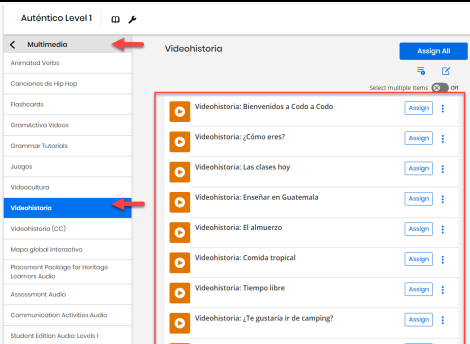 Auténtico Level 1
Multimedia
Animated Verbs
Canciones de Hip Hop
Flashcards
GramActiva Videos
Grammar Tutorials
Juegos
Videocultura
Videohistoria
Videohistoria (CC)
Mapa global interactivo
Placement Package for Heritage
Learners Audio
Assessment Audio
Communication Activities Audio
Student Edition Audio: Levels 1
Videohistoria
Assign All
Select multiple items Off
Videohistoria: Bienvenidos a Codo a Codo Assign
Videohistoria: ¿Cómo eres? Assign
Videohistoria: Las clases hoy Assign
Videohistoria: Enseñar en Guatemala Assign
Videohistoria: El almuerzo Assign
Videohistoria: Comida tropical Assign
Videohistoria: Tiempo libre Assign
Videohistoria: ¿Te gustaría ir de camping? Assign